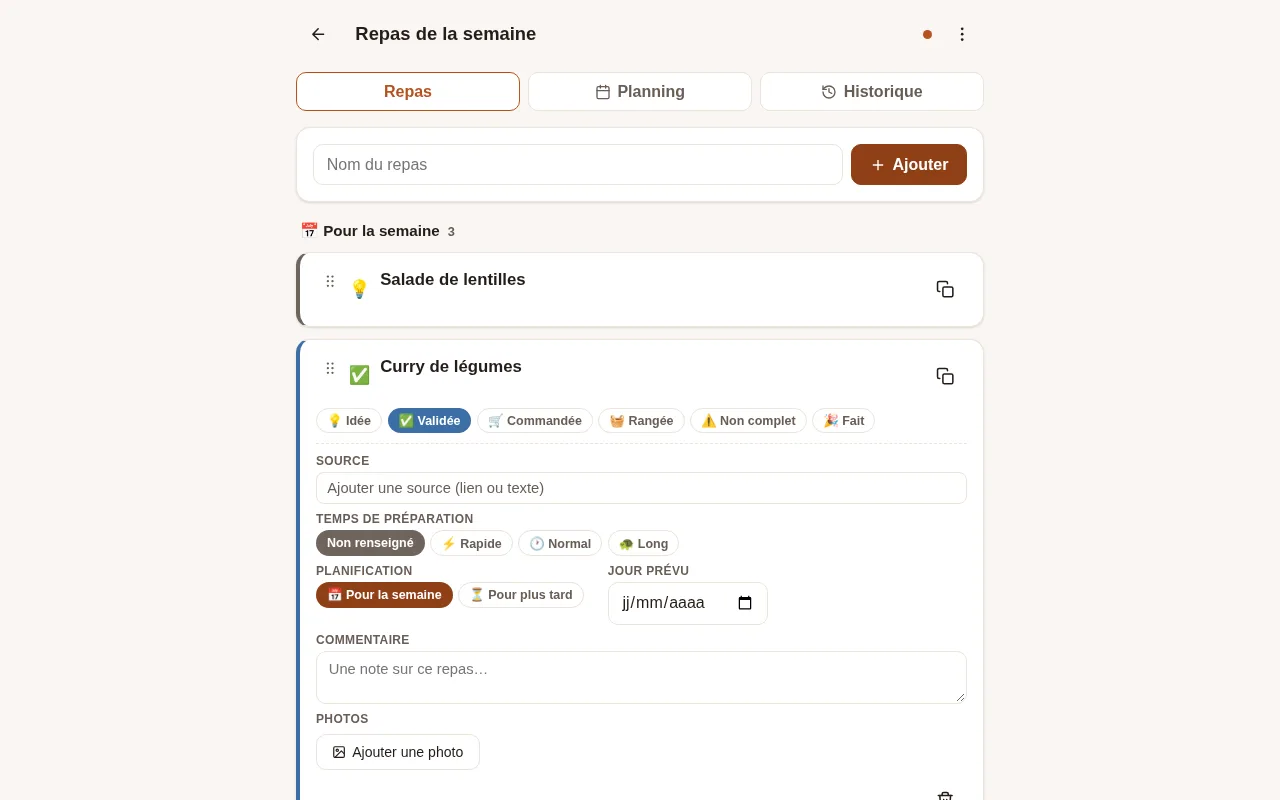 Repas de la semaine
Repas
Planning
Historique
Nom du repas
Ajouter
📅 Pour la semaine 3
💡 Salade de lentilles
✅ Curry de légumes
💡 Idée ✅ Validée 🛒 Commandée 🧺 Rangée ⚠️ Non complet 🎉 Fait
SOURCE
Ajouter une source (lien ou texte)
TEMPS DE PRÉPARATION
Non renseigné ⚡ Rapide 🕐 Normal 🐢 Long
PLANIFICATION
📅 Pour la semaine ⏳ Pour plus tard
JOUR PRÉVU
jj/mm/aaaa
COMMENTAIRE
Une note sur ce repas…
PHOTOS
Ajouter une photo